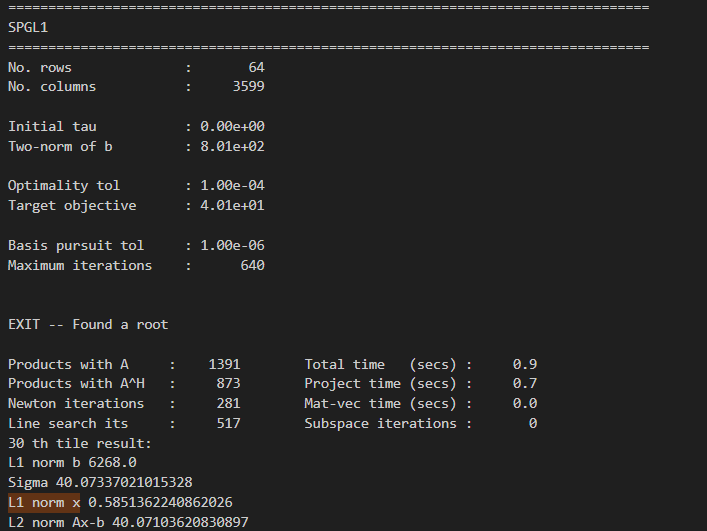 ================================================================================
SPGL1
================================================================================
No. rows              :       64
No. columns           :     3599

Initial tau           : 0.00e+00
Two-norm of b         : 8.01e+02

Optimality tol        : 1.00e-04
Target objective      : 4.01e+01

Basis pursuit tol     : 1.00e-06
Maximum iterations    :      640

EXIT -- Found a root

Products with A     :    1391     Total time   (secs) :     0.9
Products with A^H   :     873     Project time (secs) :     0.7
Newton iterations   :     281     Mat-vec time (secs) :     0.0
Line search its     :     517     Subspace iterations :       0
30 th tile result:
L1 norm b 6268.0
Sigma 40.07337021015328
L1 norm x 0.5851362240862026
L2 norm Ax-b 40.07103620830897